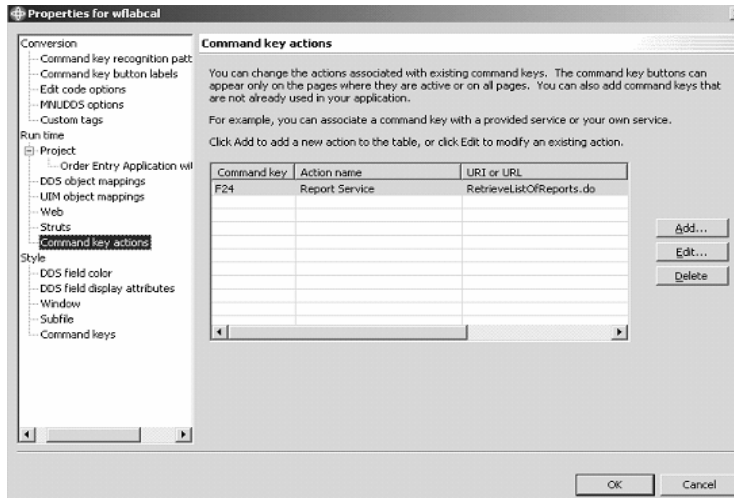 Properties for wflabcal
Conversion
Command key recognition patt
Command key button labels
Edit code options
MNUDDS options
Custom tags
Run time
Project
Order Entry Application wil
DDS object mappings
UIM object mappings
Web
Struts
Command key actions
Style
DDS field color
DDS field display attributes
Window
Subfile
Command keys
Command key actions
You can change the actions associated with existing command keys. The command key buttons can
appear only on the pages where they are active or on all pages. You can also add command keys that
are not already used in your application.
For example, you can associate a command key with a provided service or your own service.
Click Add to add a new action to the table, or click Edit to modify an existing action.
Command key Action name URI or URL
F24 Report Service RetrieveListOfReports.do
Add...
Edit...
Delete
OK Cancel